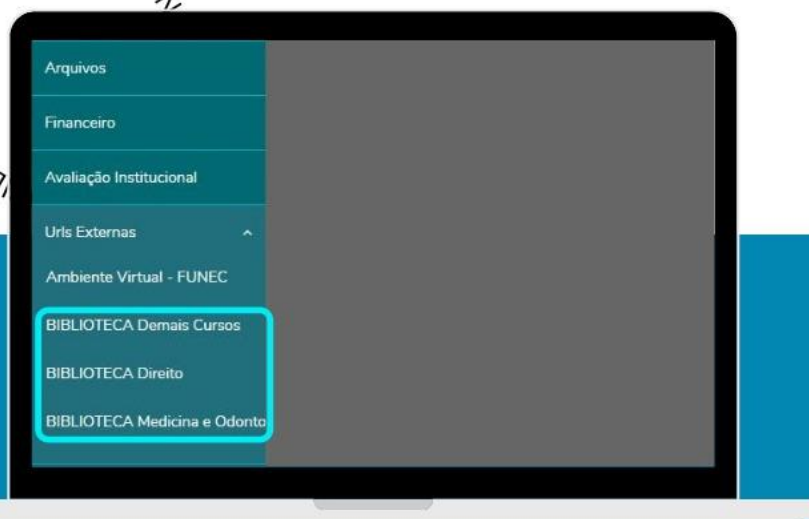 Arquivos
Financeiro
Avaliação Institucional
Urls Externas
Ambiente Virtual - FUNEC
BIBLIOTECA Demais Cursos
BIBLIOTECA Direito
BIBLIOTECA Medicina e Odonto